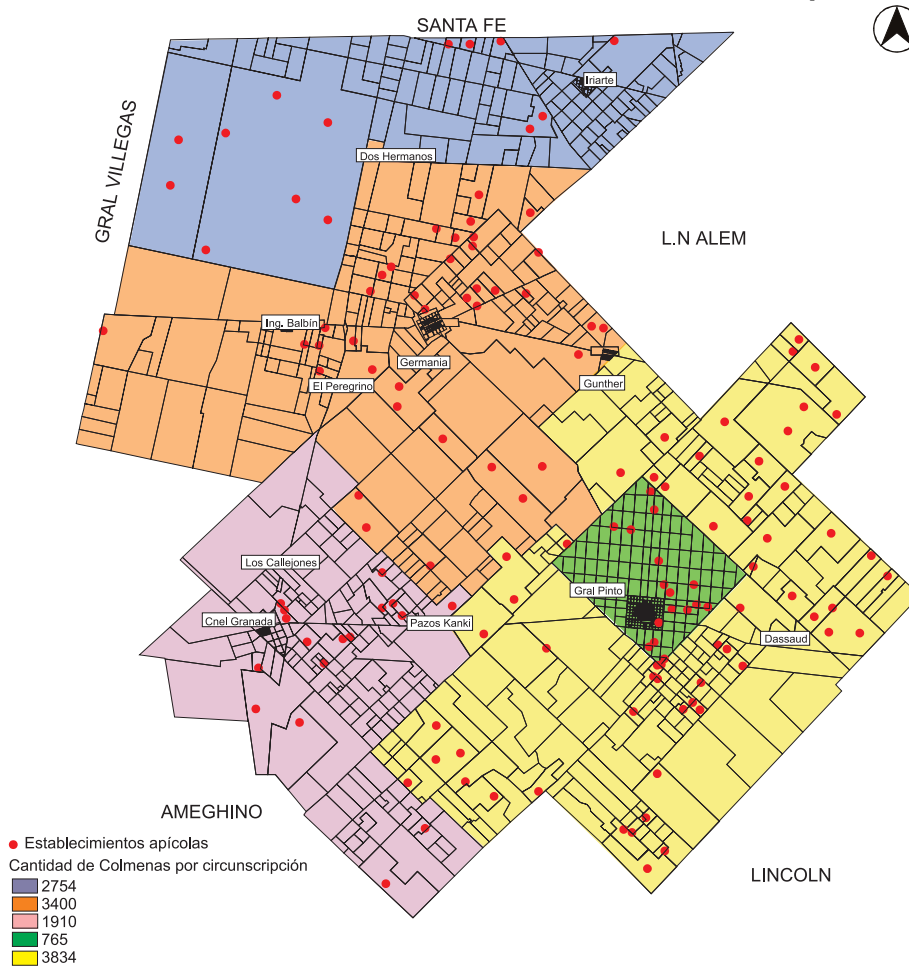 SANTA FE
Iriarte
GRAL VILLEGAS
Dos Hermanos
L.N ALEM
Ing. Balbín
Germania
El Peregrino
Gunther
Los Callejones
Gral Pinto
Cnel Granada
Pazos Kanki
Dassaud
AMEGHINO
LINCOLN
Establecimientos apícolas
Cantidad de Colmenas por circunscripción
2754
3400
1910
765
3834